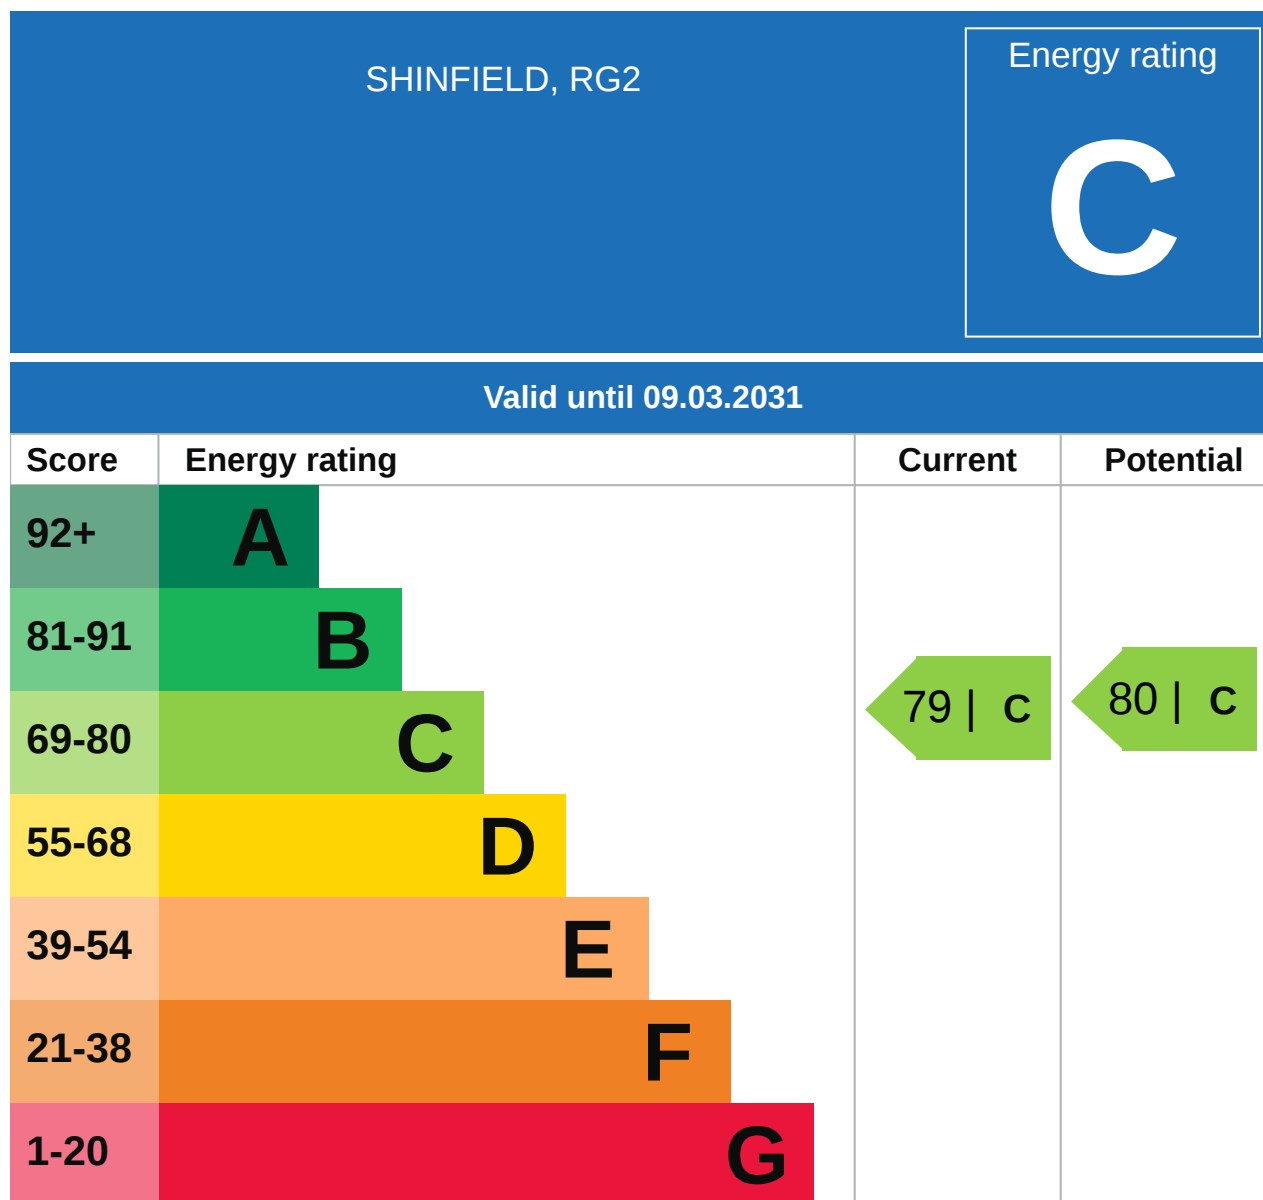 SHINFIELD, RG2
Energy rating
C
Valid until 09.03.2031
Score Energy rating Current Potential
92+ A
81-91 B
69-80 C
79 | C
80 | C
55-68 D
39-54 E
21-38 F
1-20 G